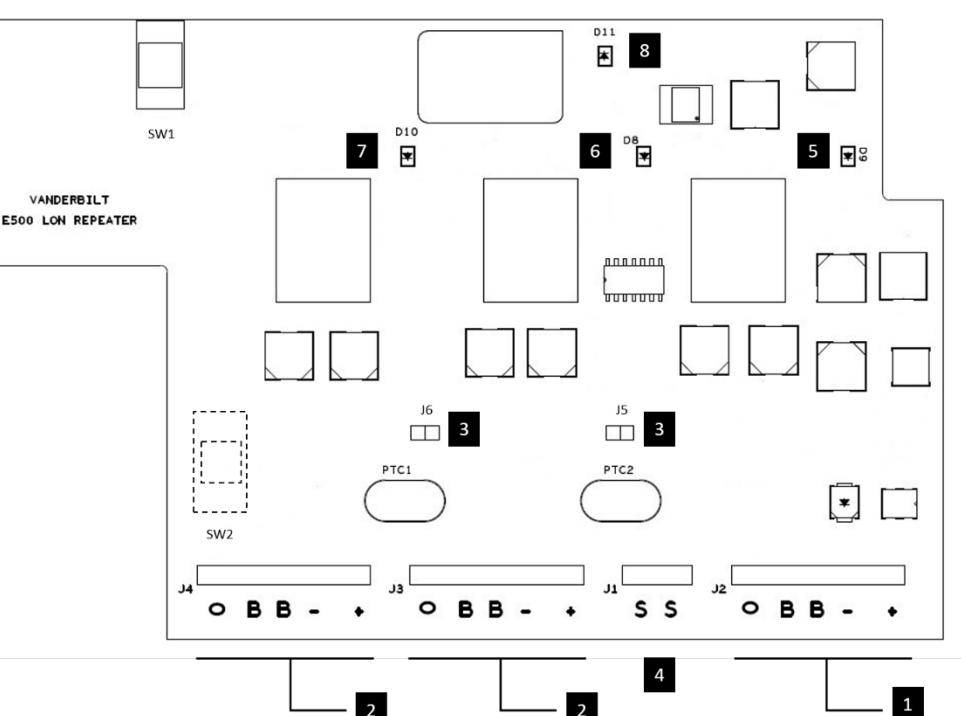 D11
8
SW1
D10
7
6
D8
5
D9
VANDERBILT
E500 LON REPEATER
J6
3
J5
3
PTC1
PTC2
SW2
J4
O B B - +
J3
O B B - +
J1
S S
J2
O B B - +
4
2
2
1